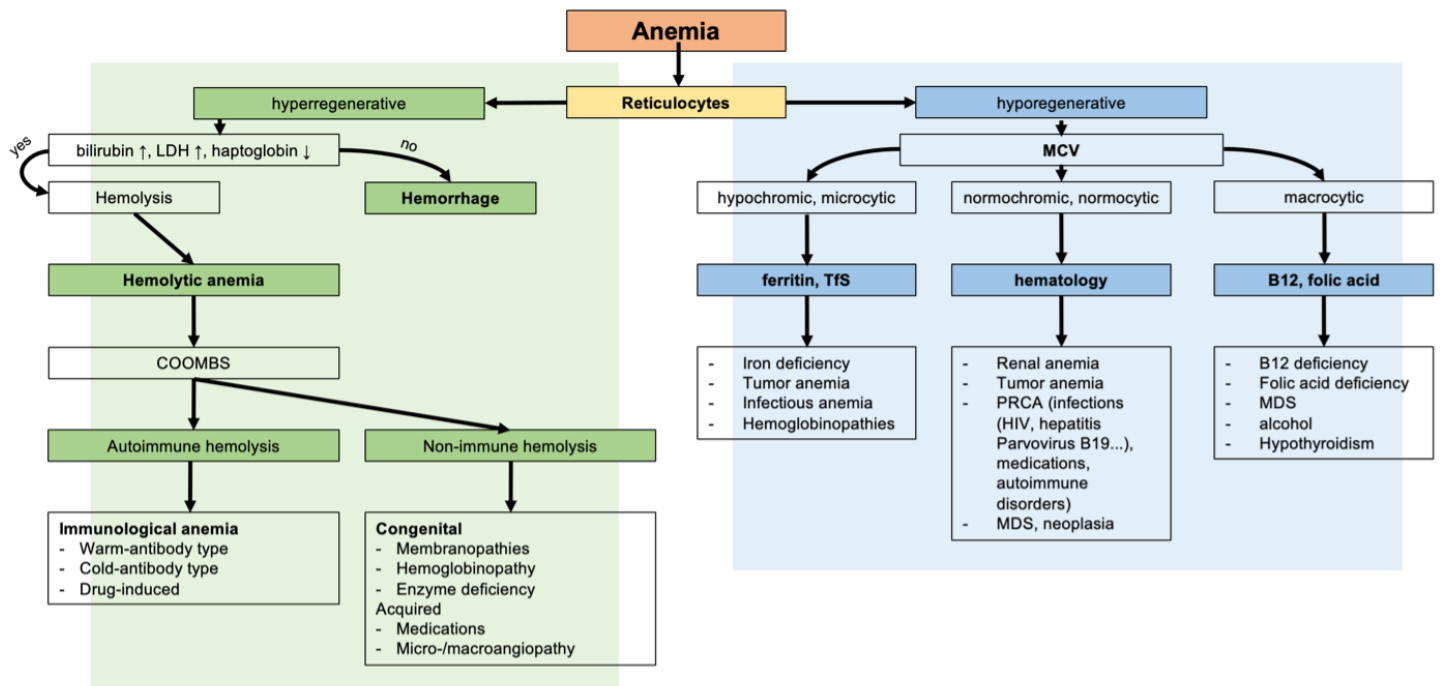 Anemia
hyperregenerative
Reticulocytes
hyporegenerative
yes
bilirubin ↑, LDH ↑, haptoglobin ↓
no
MCV
Hemolysis
Hemorrhage
hypochromic, microcytic
normochromic, normocytic
macrocytic
Hemolytic anemia
ferritin, TfS
hematology
B12, folic acid
COOMBS
- Iron deficiency
- Tumor anemia
- Infectious anemia
- Hemoglobinopathies
- Renal anemia
- Tumor anemia
- PRCA (infections
(HIV, hepatitis
Parvovirus B19...),
medications,
autoimmune
disorders)
- MDS, neoplasia
- B12 deficiency
- Folic acid deficiency
- MDS
- alcohol
- Hypothyroidism
Autoimmune hemolysis
Non-immune hemolysis
Immunological anemia
- Warm-antibody type
- Cold-antibody type
- Drug-induced
Congenital
- Membranopathies
- Hemoglobinopathy
- Enzyme deficiency
Acquired
- Medications
- Micro-/macroangiopathy